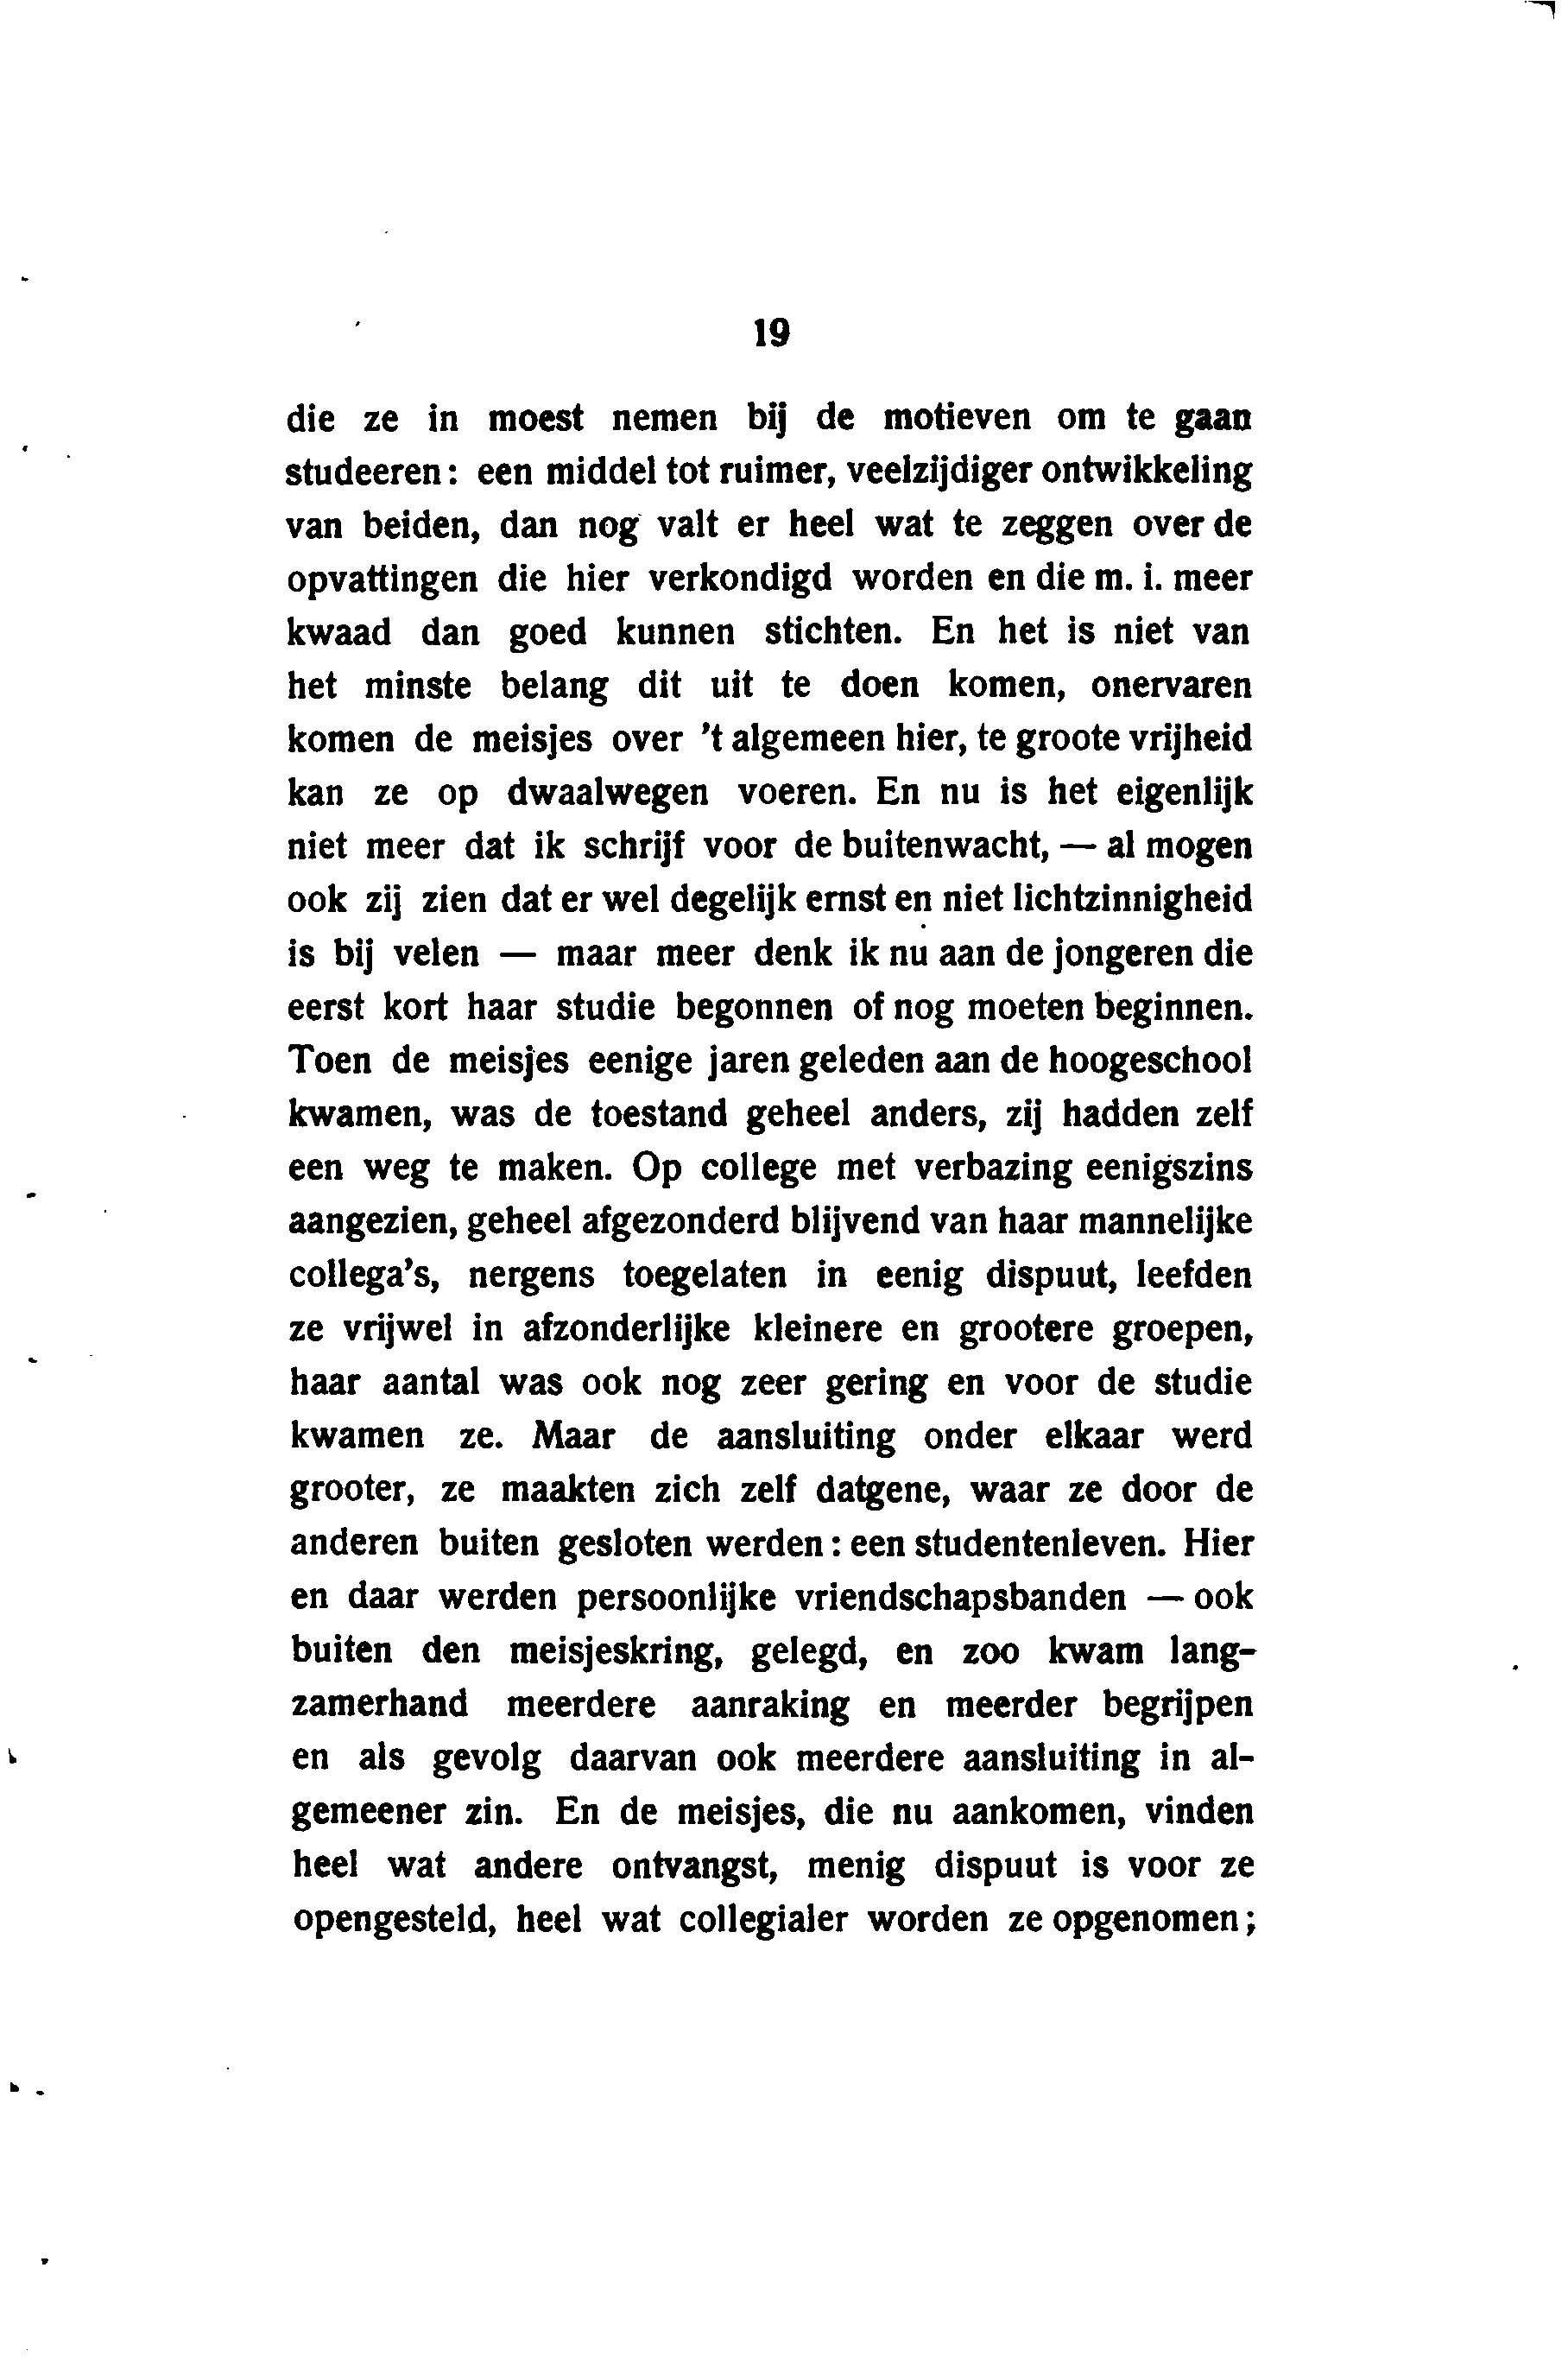 19
die ze in moest nemen bij de motieven om te gaan
studeeren: een middel tot ruimer, veelzijdiger ontwikkeling
van beiden, dan nog valt er heel wat te zeggen over de
opvattingen die hier verkondigd worden en die m. i. meer
kwaad dan goed kunnen stichten. En het is niet van
het minste belang dit uit te doen komen, onervaren
komen de meisjes over 't algemeen hier, te groote vrijheid
kan ze op dwaalwegen voeren. En nu is het eigenlijk
niet meer dat ik schrijf voor de buitenwacht, — al mogen
ook zij zien dat er wel degelijk ernst en niet lichtzinnigheid
is bij velen — maar meer denk ik nu aan de jongeren die
eerst kort haar studie begonnen of nog moeten beginnen.
Toen de meisjes eenige jaren geleden aan de hoogeschool
kwamen, was de toestand geheel anders, zij hadden zelf
een weg te maken. Op college met verbazing eenigszins
aangezien, geheel afgezonderd blijvend van haar mannelijke
collega's, nergens toegelaten in eenig dispuut, leefden
ze vrijwel in afzonderlijke kleinere en grootere groepen,
haar aantal was ook nog zeer gering en voor de studie
kwamen ze. Maar de aansluiting onder elkaar werd
grooter, ze maakten zich zelf datgene, waar ze door de
anderen buiten gesloten werden: een studentenleven. Hier
en daar werden persoonlijke vriendschapsbanden — ook
buiten den meisjeskring, gelegd, en zoo kwam lang-
zamerhand meerdere aanraking en meerder begrijpen
en als gevolg daarvan ook meerdere aansluiting in al-
gemeener zin. En de meisjes, die nu aankomen, vinden
heel wat andere ontvangst, menig dispuut is voor ze
opengesteld, heel wat collegialer worden ze opgenomen;